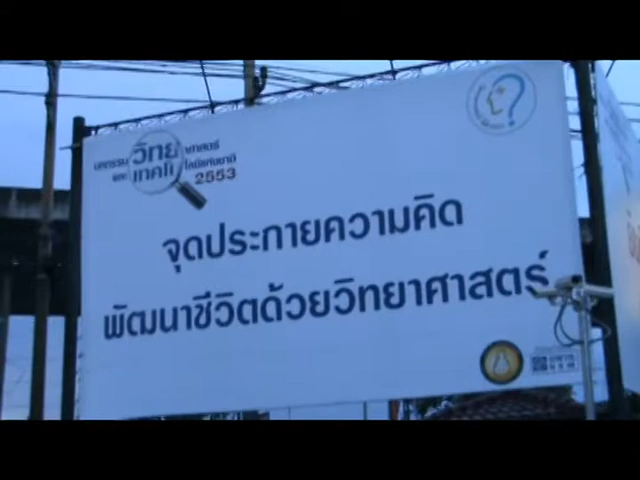 มหกรรมวิทยาศาสตร์
และเทคโนโลยีแห่งชาติ
2553
จุดประกายความคิด
พัฒนาชีวิตด้วยวิทยาศาสตร์